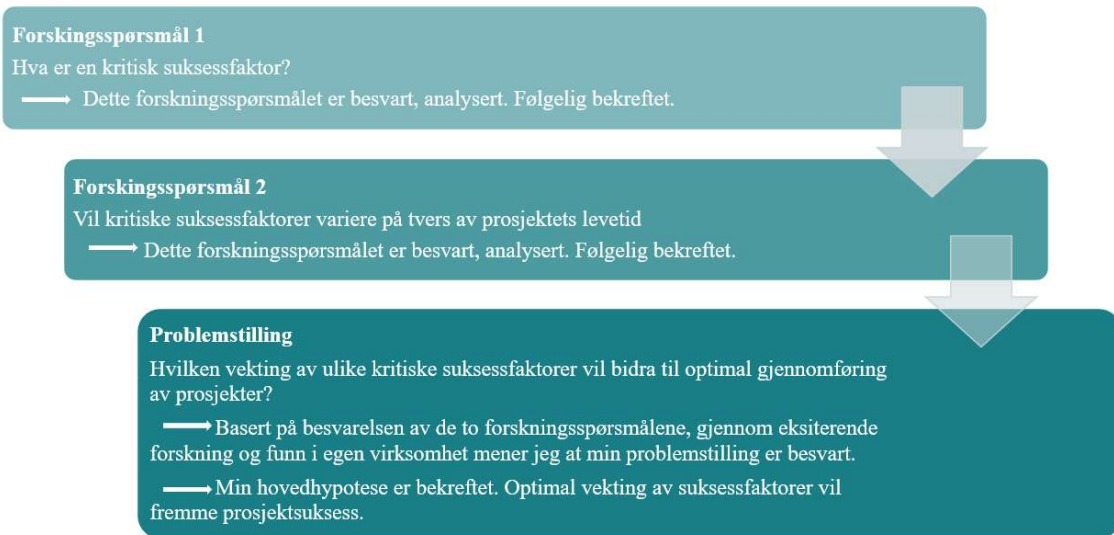 Forskingsspørsmål 1
Hva er en kritisk suksessfaktor?
Dette forskningsspørsmålet er besvart, analysert. Følgelig bekreftet.
Forskingsspørsmål 2
Vil kritiske suksessfaktorer variere på tvers av prosjektets levetid
Dette forskningsspørsmålet er besvart, analysert. Følgelig bekreftet.
Problemstilling
Hvilken vekting av ulike kritiske suksessfaktorer vil bidra til optimal gjennomføring
av prosjekter?
Basert på besvarelsen av de to forskningsspørsmålene, gjennom eksiterende
forskning og funn i egen virksomhet mener jeg at min problemstilling er besvart.
Min hovedhypotese er bekreftet. Optimal vekting av suksessfaktorer vil
fremme prosjektsuksess.